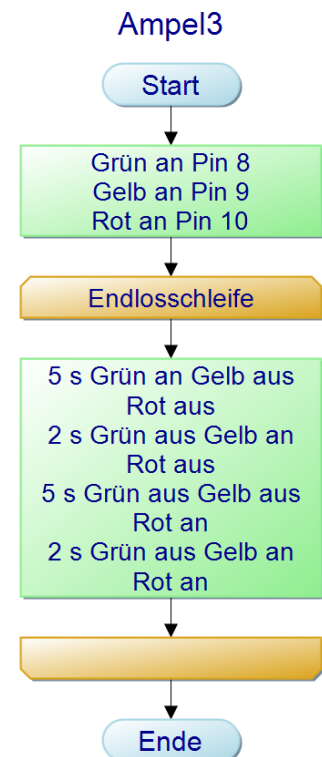 Ampel3
Start
Grün an Pin 8
Gelb an Pin 9
Rot an Pin 10
Endlosschleife
5 s Grün an Gelb aus
Rot aus
2 s Grün aus Gelb an
Rot aus
5 s Grün aus Gelb aus
Rot an
2 s Grün aus Gelb an
Rot an
Ende